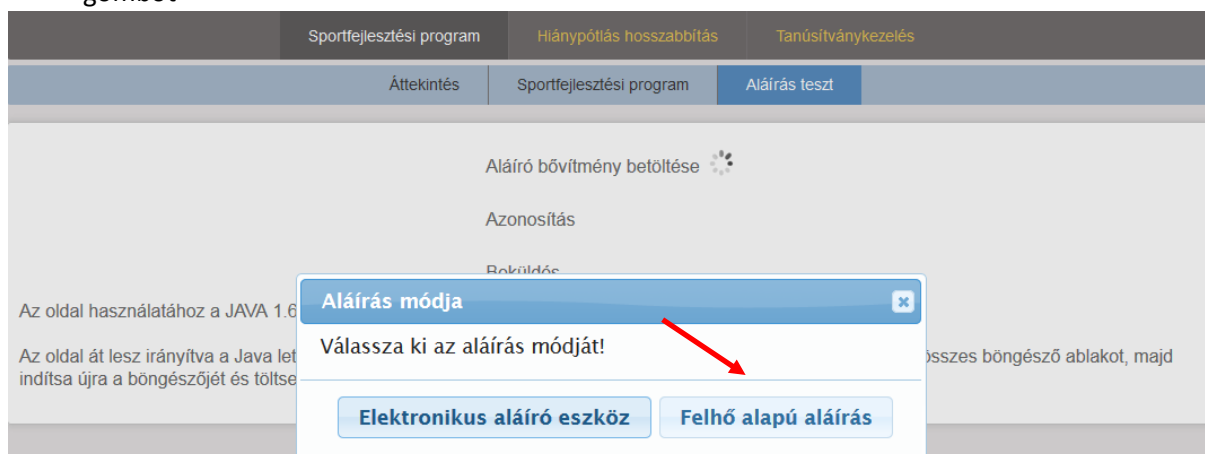 Sportfejlesztési program Hiánypótlás hosszabbítás Tanúsítványkezelés
Áttekintés Sportfejlesztési program Aláírás teszt
Aláíró bővítmény betöltése
Azonosítás
Beküldés
Az oldal használatához a JAVA 1.6
Az oldal át lesz irányítva a Java let
összes böngésző ablakot, majd
indítsa újra a böngészőjét és töltse
Aláírás módja
Válassza ki az aláírás módját!
Elektronikus aláíró eszköz Felhő alapú aláírás